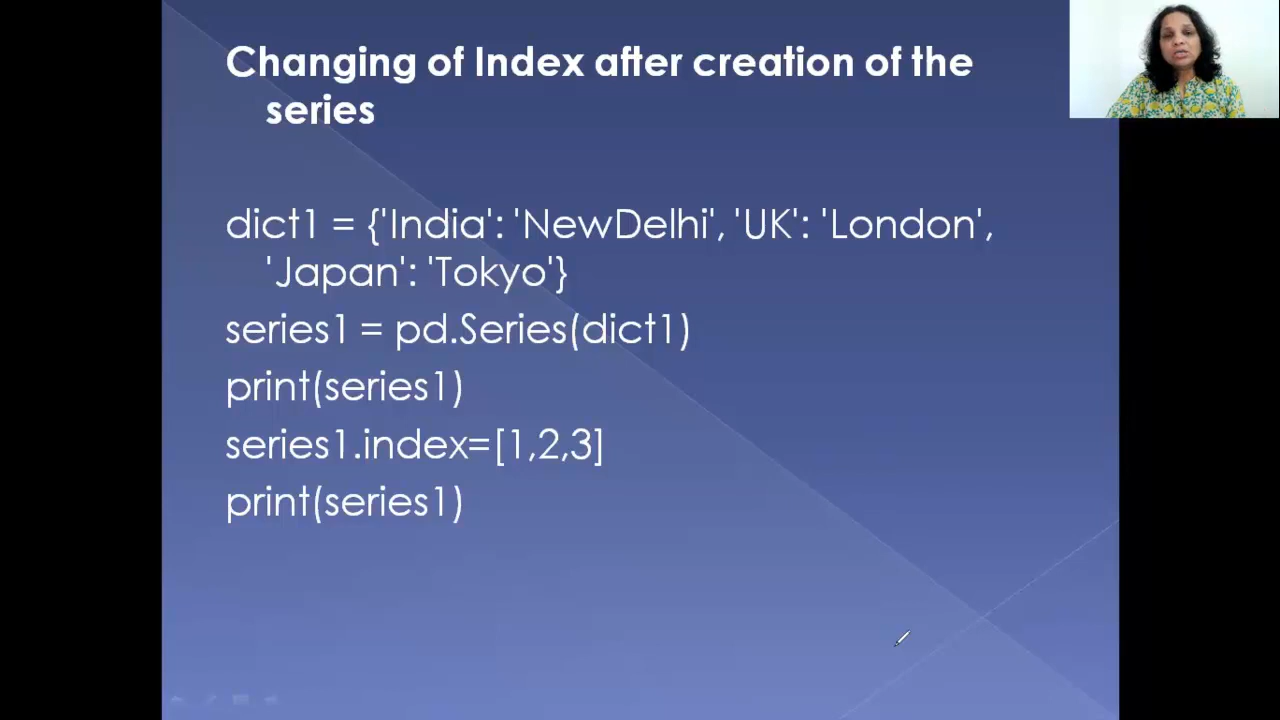 Changing of Index after creation of the
series
dict1 = {'India': 'NewDelhi', 'UK': 'London',
'Japan': 'Tokyo'}
series1 = pd.Series(dict1)
print(series1)
series1.index=[1,2,3]
print(series1)